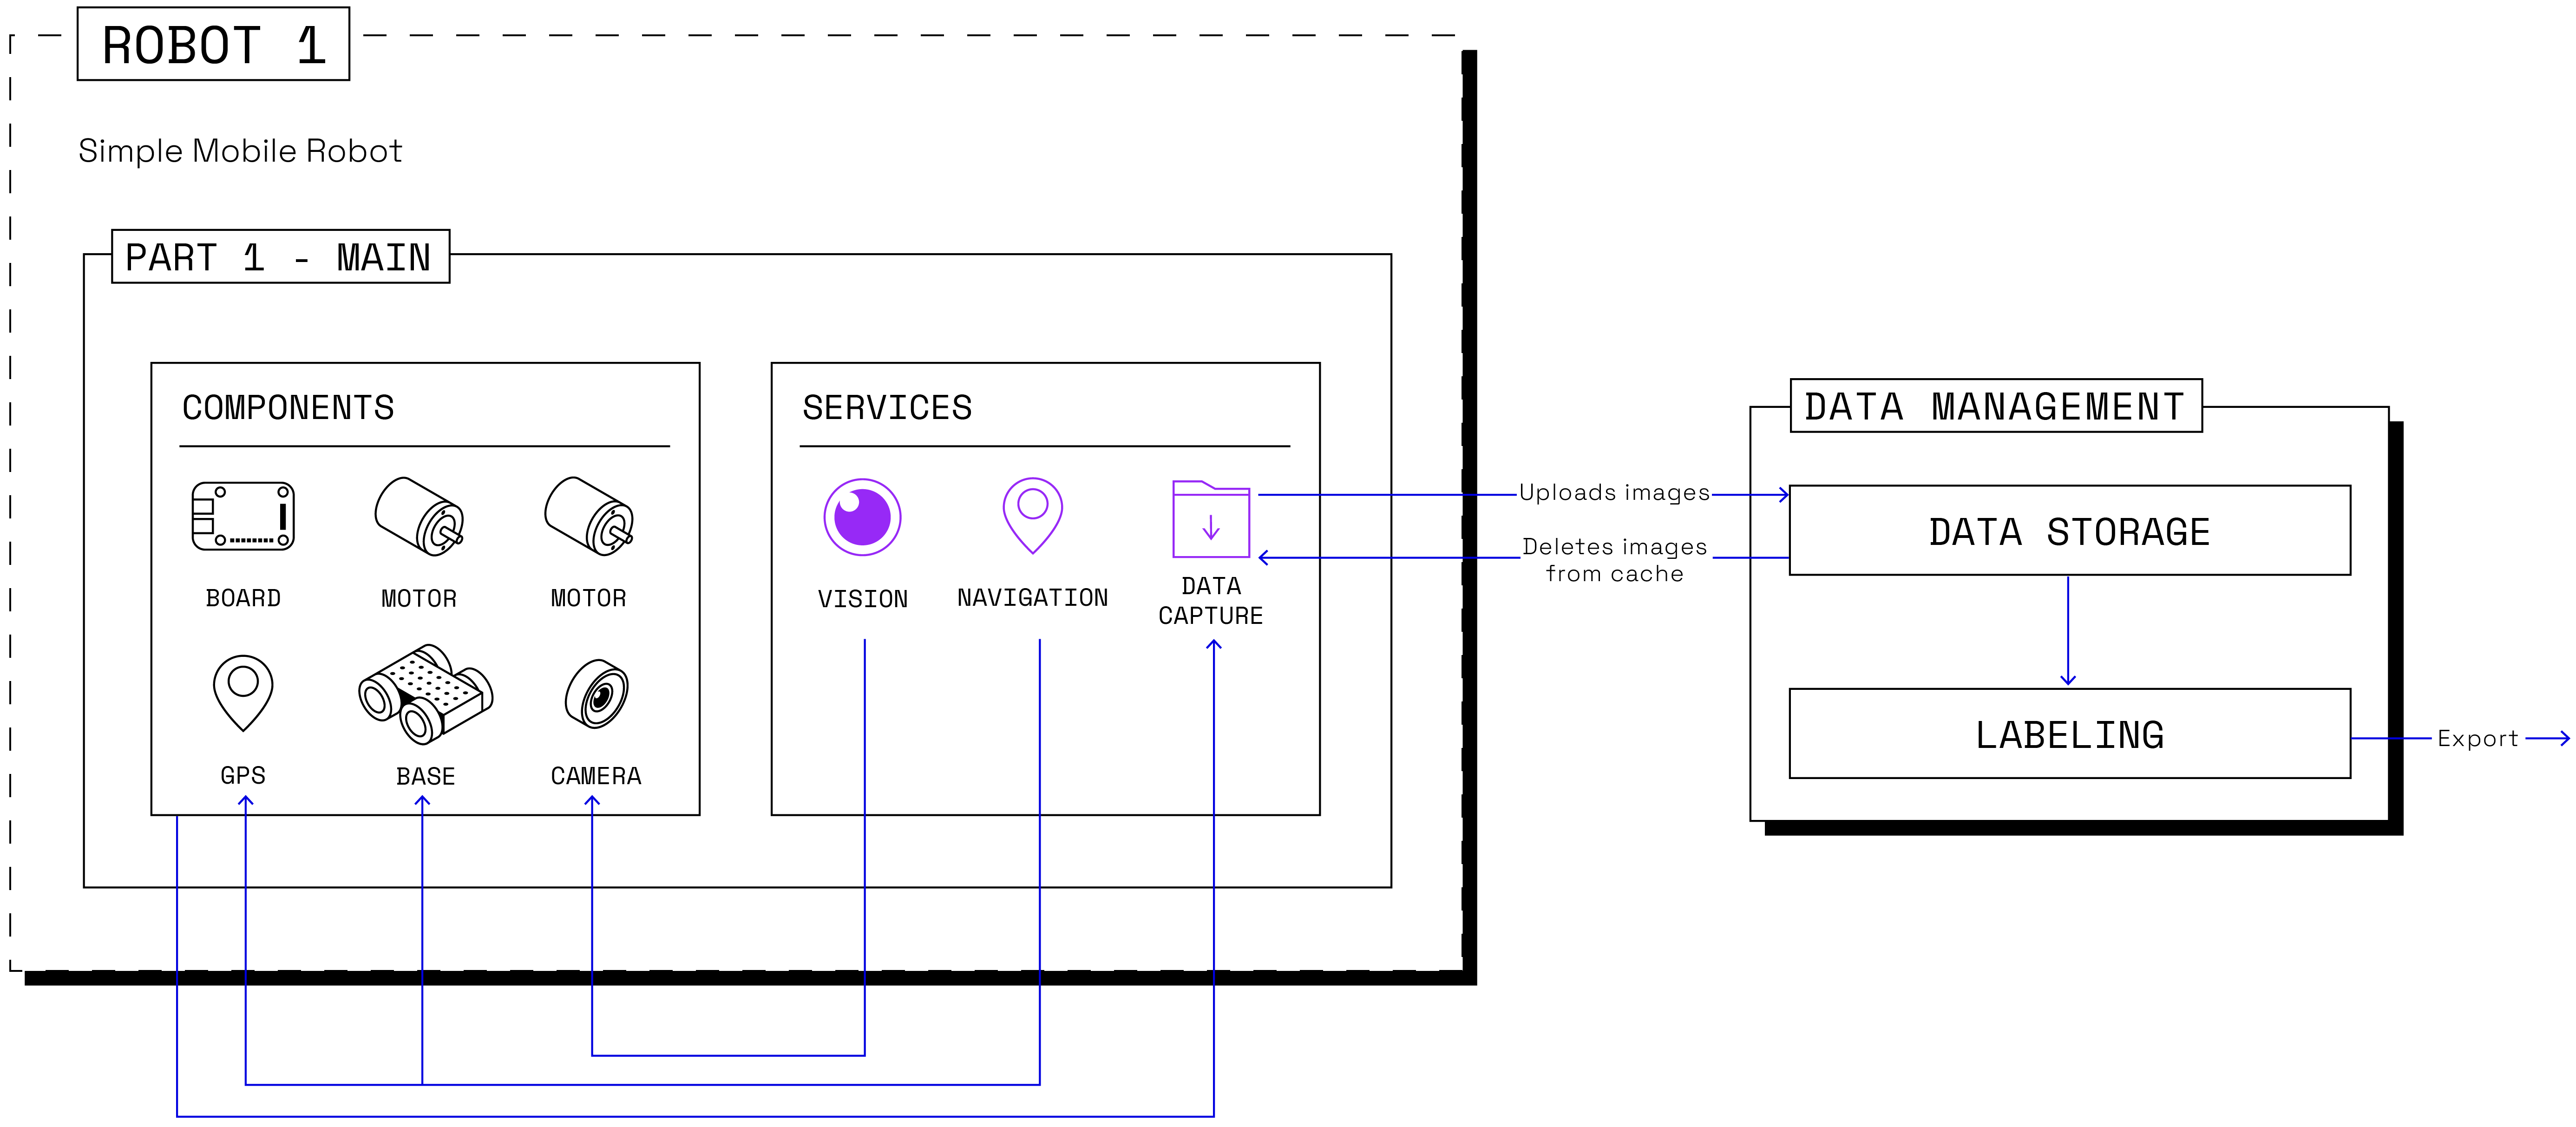 ROBOT 1
Simple Mobile Robot
PART 1 - MAIN
COMPONENTS
BOARD
MOTOR
MOTOR
GPS
BASE
CAMERA
SERVICES
VISION
NAVIGATION
DATA
CAPTURE
Uploads images
Deletes images
from cache
DATA MANAGEMENT
DATA STORAGE
LABELING
Export